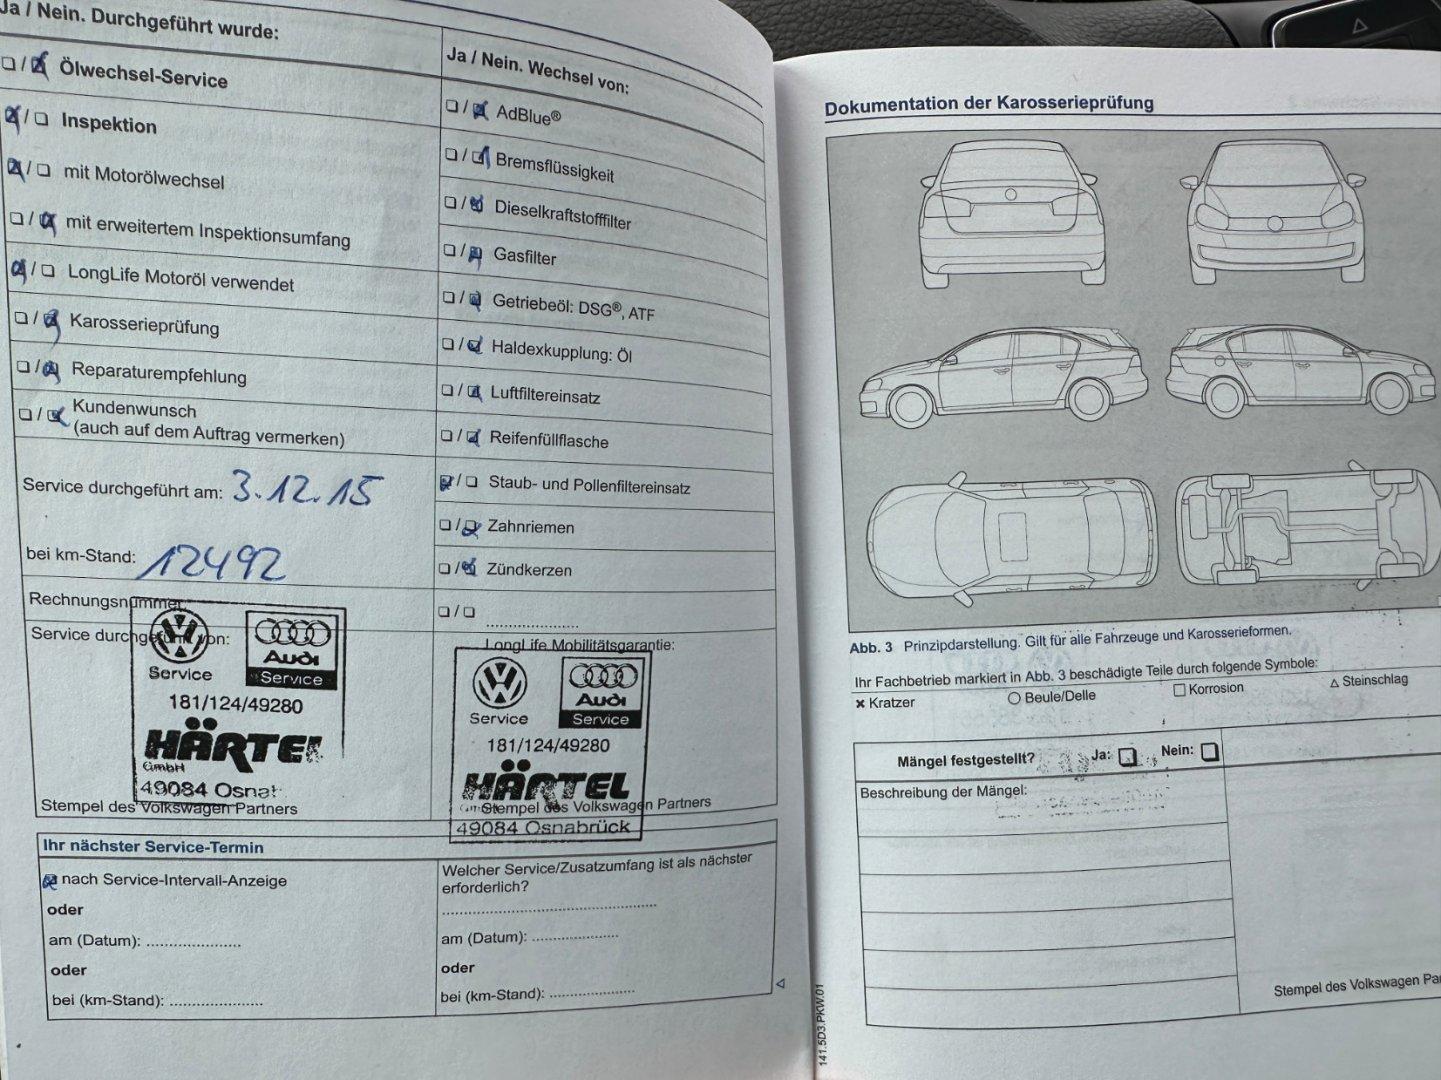 Ja / Nein. Durchgeführt wurde:
Ölwechsel-Service
Inspektion
mit Motorölwechsel
mit erweitertem Inspektionsumfang
LongLife Motoröl verwendet
Karosserieprüfung
Reparaturempfehlung
Kundenwunsch
(auch auf dem Auftrag vermerken)
Service durchgeführt am: 3.12.15
bei km-Stand: 12492
Rechnungsnummer
Service durchgeführt von:
Service
Audi
Service
181/124/49280
HÄRTEL
GmbH
49084 Osna
Stempel des Volkswagen Partners
Ja / Nein. Wechsel von:
AdBlue®
Bremsflüssigkeit
Dieselkraftstofffilter
Gasfilter
Getriebeöl: DSG®, ATF
Haldexkupplung: Öl
Luftfiltereinsatz
Reifenfüllflasche
Staub- und Pollenfiltereinsatz
Zahnriemen
Zündkerzen
LongLife Mobilitätsgarantie:
Service
Audi
Service
181/124/49280
HÄRTEL
Stempel des Volkswagen Partners
49084 Osnabrück
Ihr nächster Service-Termin
nach Service-Intervall-Anzeige
oder
am (Datum): ....................
oder
bei (km-Stand): ....................
Welcher Service/Zusatzumfang ist als nächster
erforderlich?
am (Datum): ....................
oder
bei (km-Stand): ....................
141.5D3.PKW.01
Dokumentation der Karosserieprüfung
Abb. 3 Prinzipdarstellung. Gilt für alle Fahrzeuge und Karosserieformen.
Ihr Fachbetrieb markiert in Abb. 3 beschädigte Teile durch folgende Symbole:
× Kratzer ○ Beule/Delle □ Korrosion △ Steinschlag
Mängel festgestellt? Ja: Nein:
Beschreibung der Mängel:
Stempel des Volkswagen